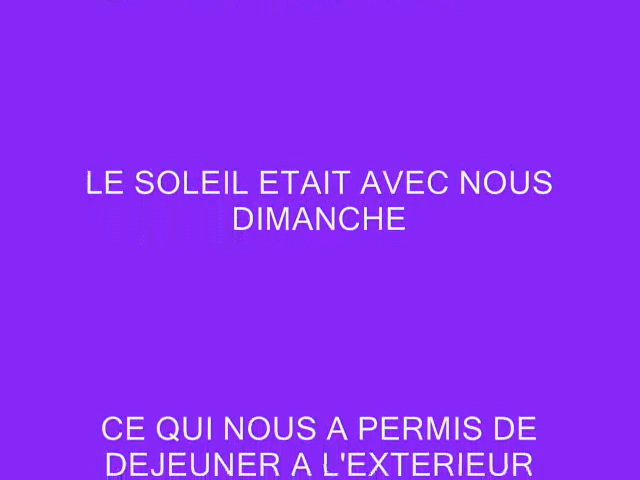 LE SOLEIL ETAIT AVEC NOUS
DIMANCHE
CE QUI NOUS A PERMIS DE
DEJEUNER A L'EXTERIEUR